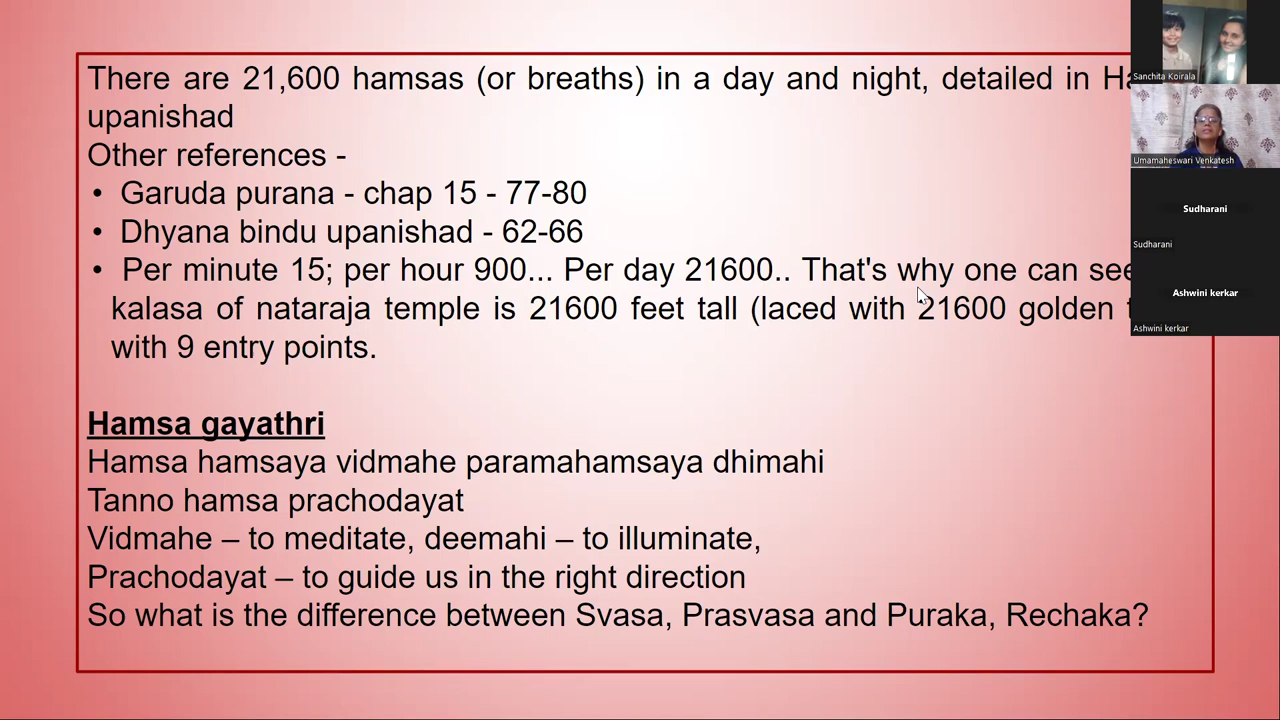 There are 21,600 hamsas (or breaths) in a day and night, detailed in
upanishad
Other references -
• Garuda purana - chap 15 - 77-80
• Dhyana bindu upanishad - 62-66
• Per minute 15; per hour 900... Per day 21600.. That's why one can see
kalasa of nataraja temple is 21600 feet tall (laced with 21600 golden
with 9 entry points.
Hamsa gayathri
Hamsa hamsaya vidmahe paramahamsaya dhimahi
Tanno hamsa prachodayat
Vidmahe – to meditate, deemahi – to illuminate,
Prachodayat – to guide us in the right direction
So what is the difference between Svasa, Prasvasa and Puraka, Rechaka?
Sanchita Koirala
Umamaheswari Venkatesh
Sudharani
Sudharani
Ashwini kerkar
Ashwini kerkar